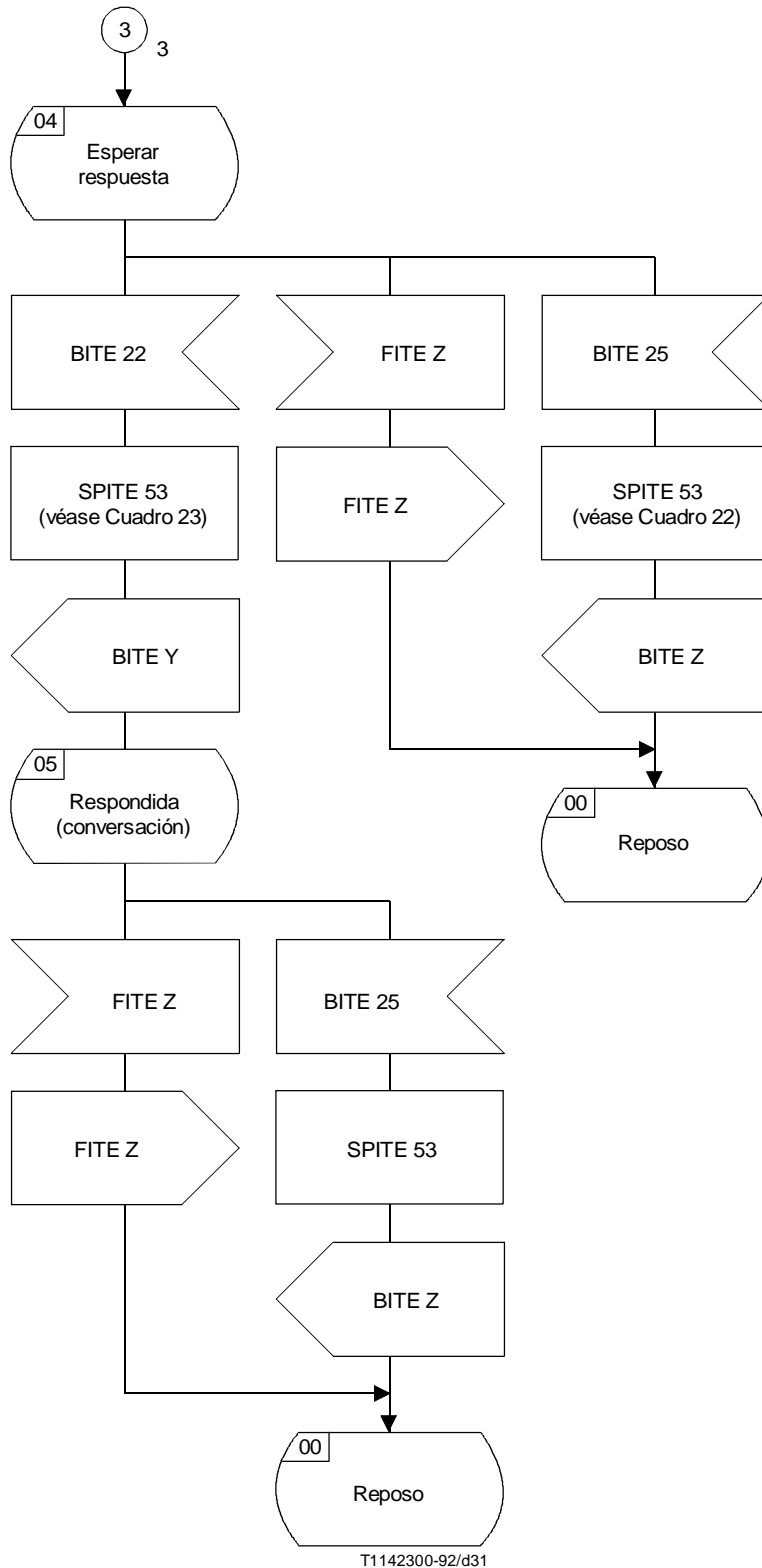 3
3
04
Esperar
respuesta
BITE 22
FITE Z
BITE 25
SPITE 53
(véase Cuadro 23)
FITE Z
SPITE 53
(véase Cuadro 22)
BITE Y
BITE Z
05
Respondida
(conversación)
00
Reposo
FITE Z
BITE 25
FITE Z
SPITE 53
BITE Z
00
Reposo
T1142300-92/d31